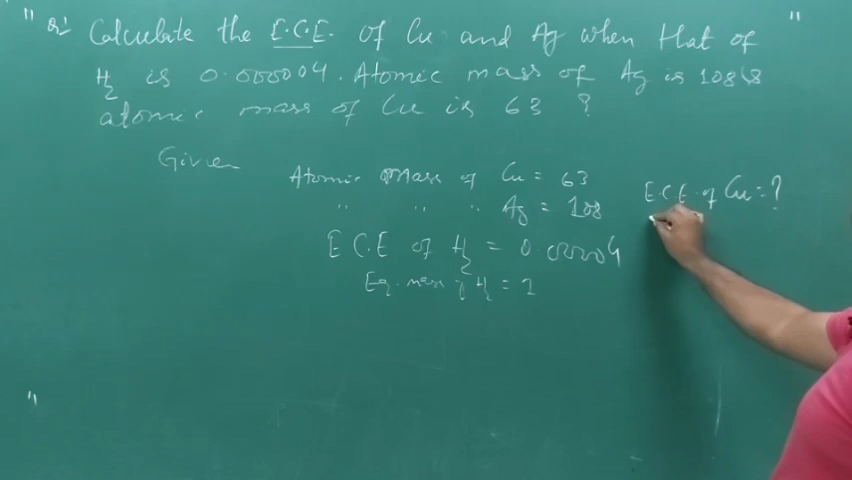 " Q: Calculate the E.C.E. of Cu and Ag when that of "
H2 is 0.000004. Atomic mass of Ag is 108 &
atomic mass of Cu is 63 ?
Given
Atomic Mass of Cu = 63
" " " Ag = 108
E.C.E of H2 = 0.000004
Eq. mass of H = 1
E.C.E. of Cu = ?
"